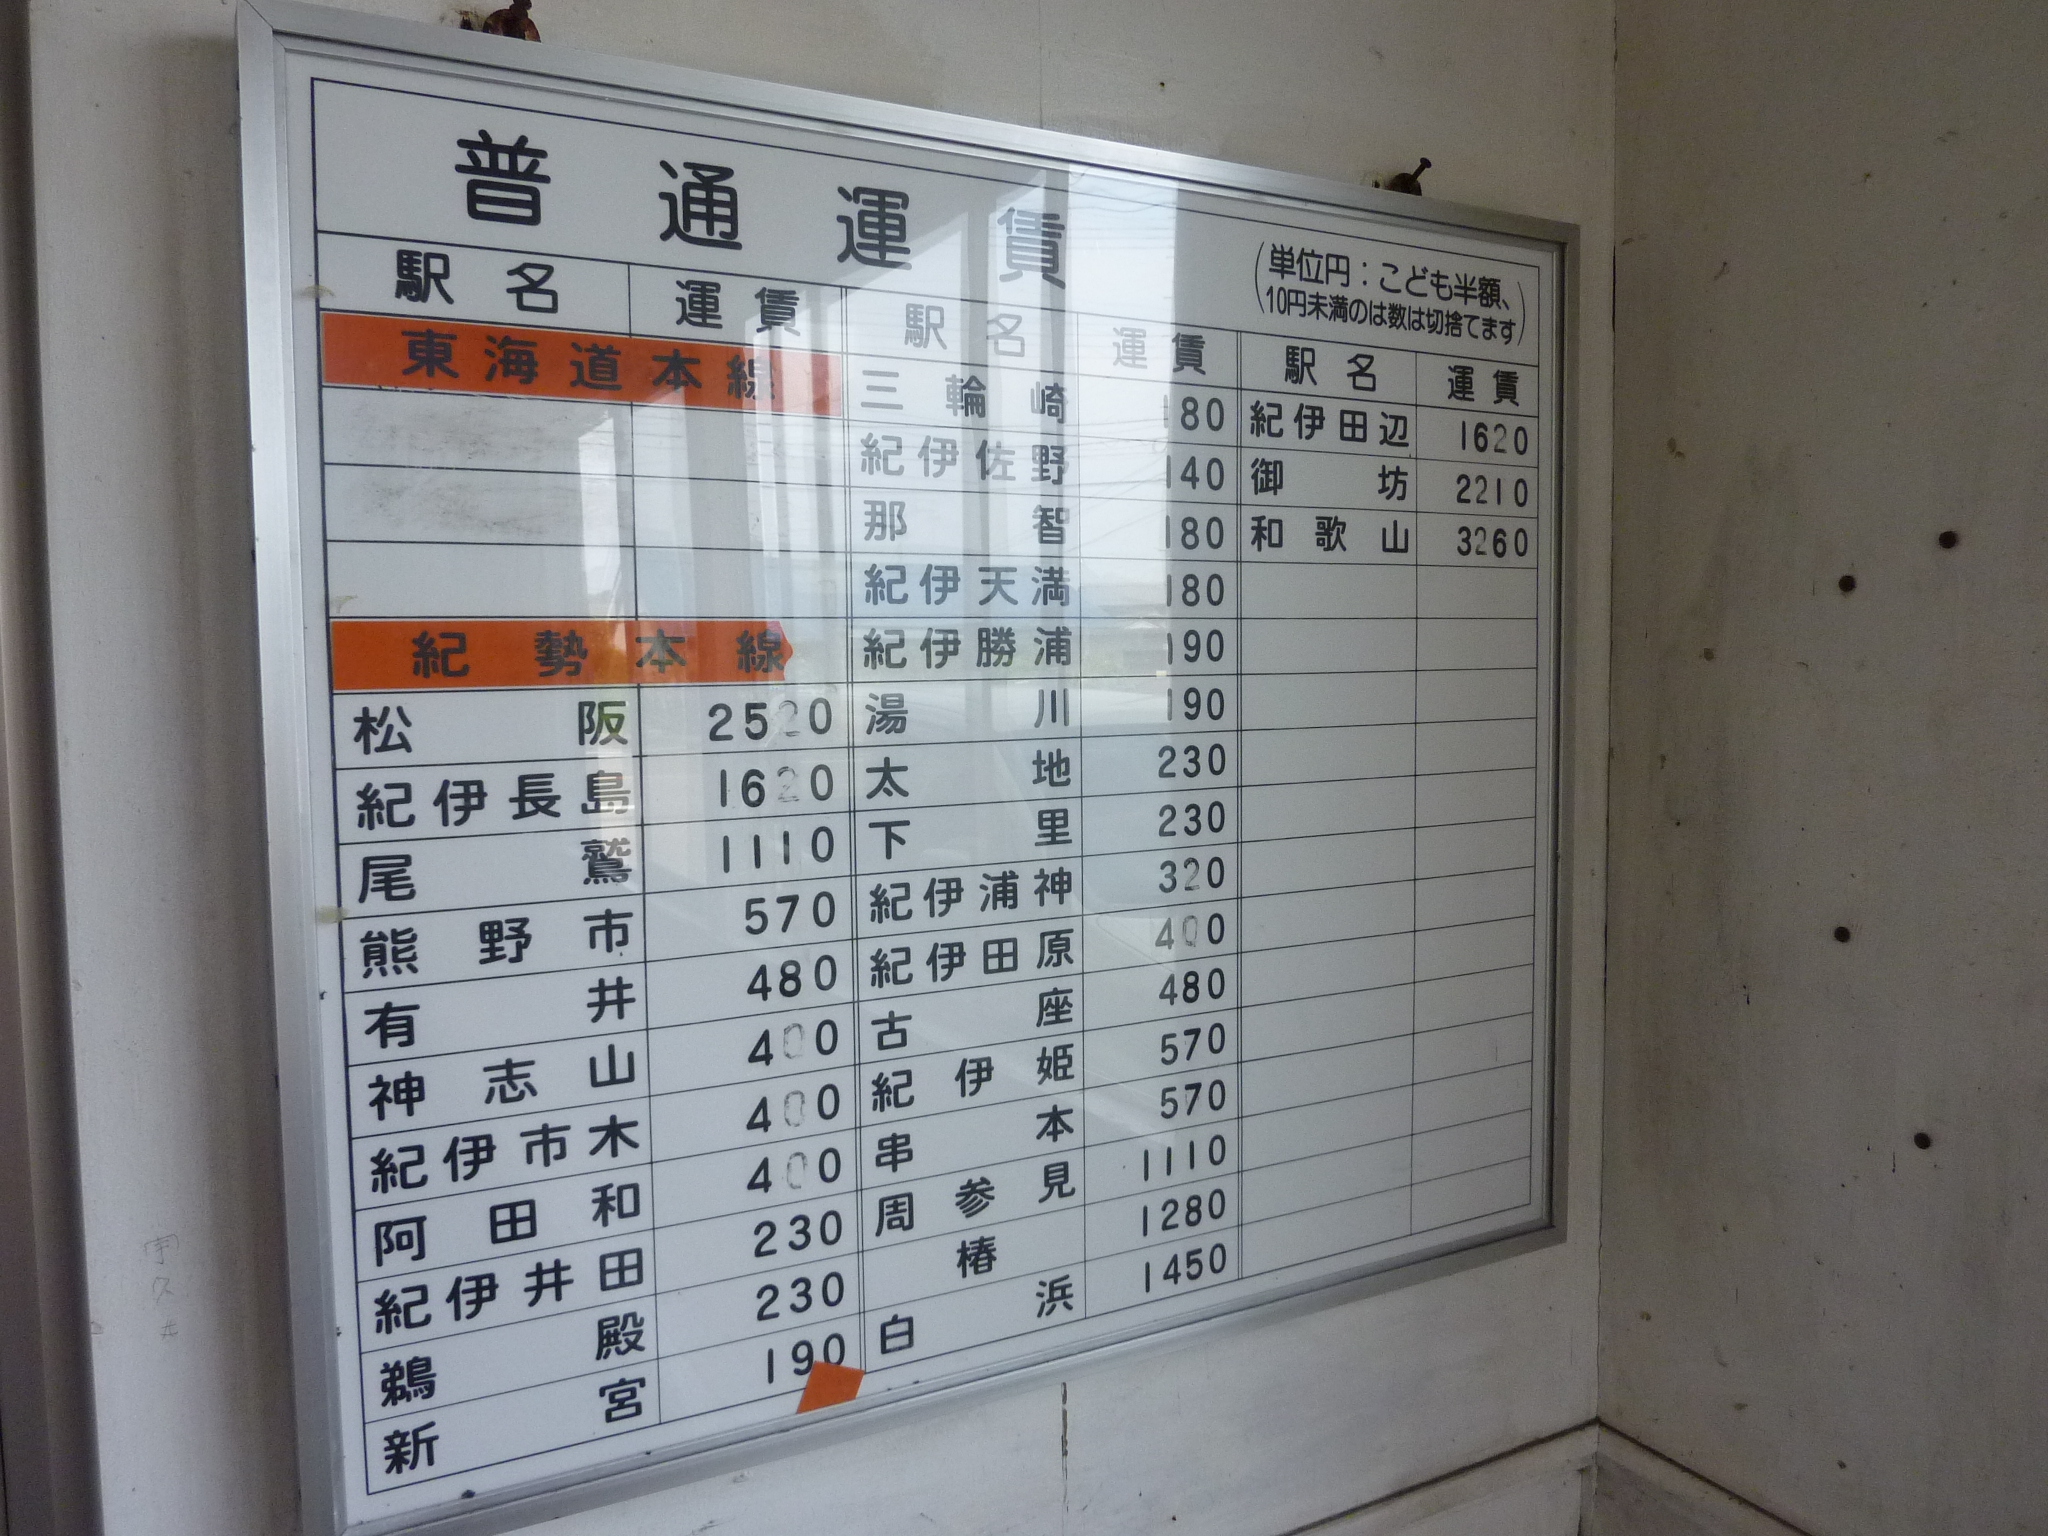 普通運賃
(単位円：こども半額、
10円未満のは数は切捨てます)
駅名 運賃
東海道本線
紀勢本線
松阪 2520
紀伊長島 1620
尾鷲 1110
熊野市 570
有井 480
神志山 400
紀伊市木 400
阿田和 400
紀伊井田 230
鵜殿 230
新宮 190
駅名 運賃
三輪崎 180
紀伊佐野 140
那智 180
紀伊天満 180
紀伊勝浦 190
湯川 190
太地 230
下里 230
紀伊浦神 320
紀伊田原 400
古座 480
紀伊姫 570
串本 570
周参見 1110
椿 1280
白浜 1450
駅名 運賃
紀伊田辺 1620
御坊 2210
和歌山 3260